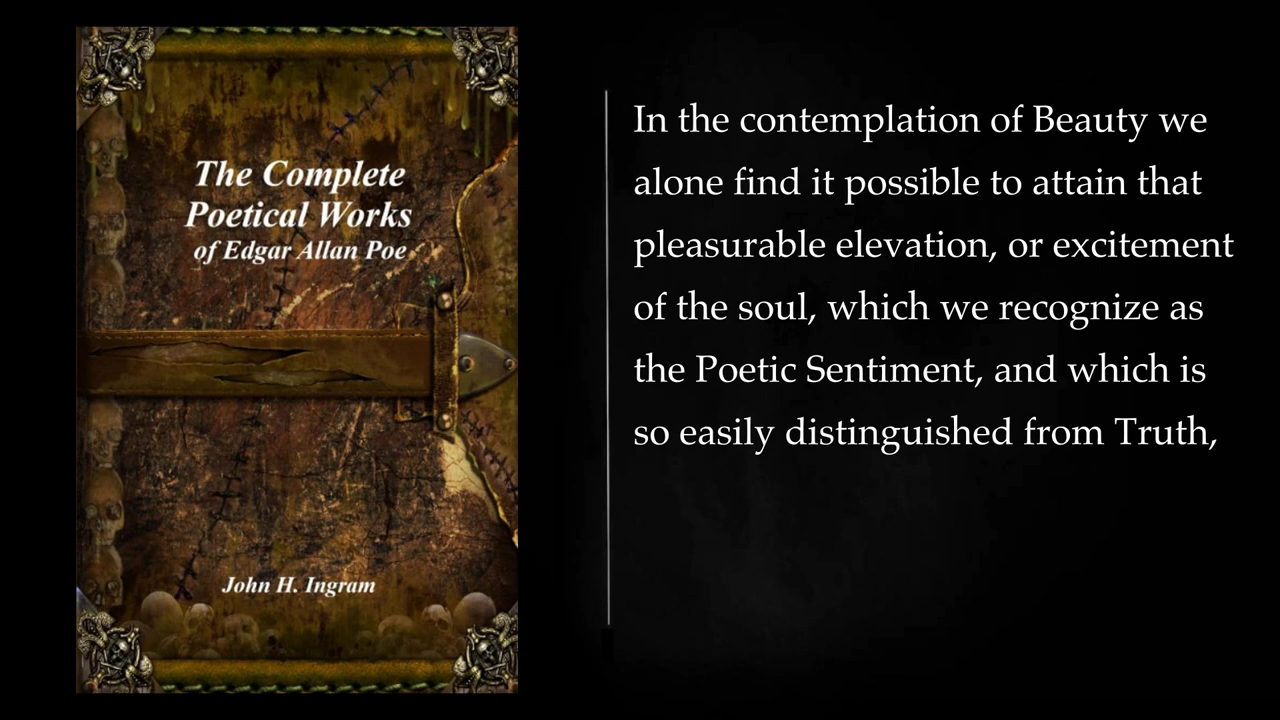 The Complete
Poetical Works
of Edgar Allan Poe
John H. Ingram
In the contemplation of Beauty we
alone find it possible to attain that
pleasurable elevation, or excitement
of the soul, which we recognize as
the Poetic Sentiment, and which is
so easily distinguished from Truth,